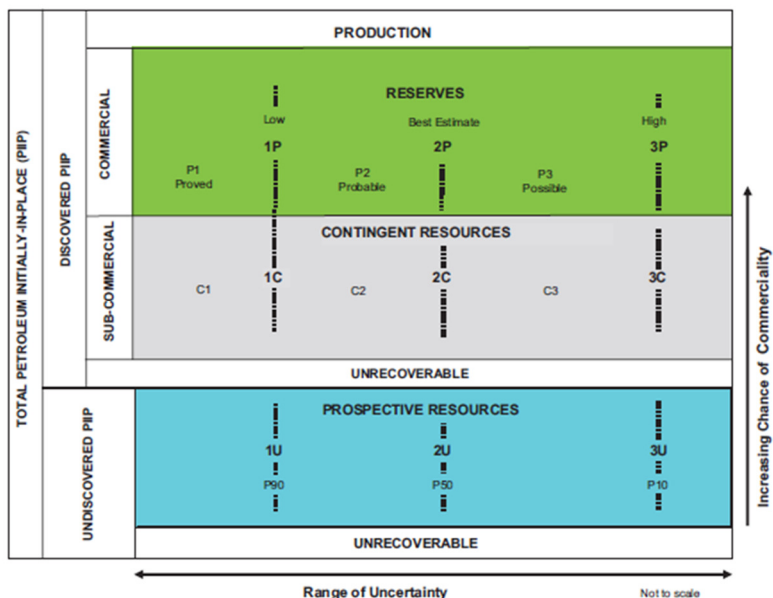 PRODUCTION
TOTAL PETROLEUM INITIALLY-IN-PLACE (PIIP)
DISCOVERED PIIP
COMMERCIAL
RESERVES
Low
Best Estimate
High
1P
2P
3P
P1
Proved
P2
Probable
P3
Possible
SUB-COMMERCIAL
CONTINGENT RESOURCES
1C
2C
3C
C1
C2
C3
UNRECOVERABLE
UNDISCOVERED PIIP
PROSPECTIVE RESOURCES
1U
2U
3U
P90
P50
P10
UNRECOVERABLE
Increasing Chance of Commerciality
Range of Uncertainty
Not to scale